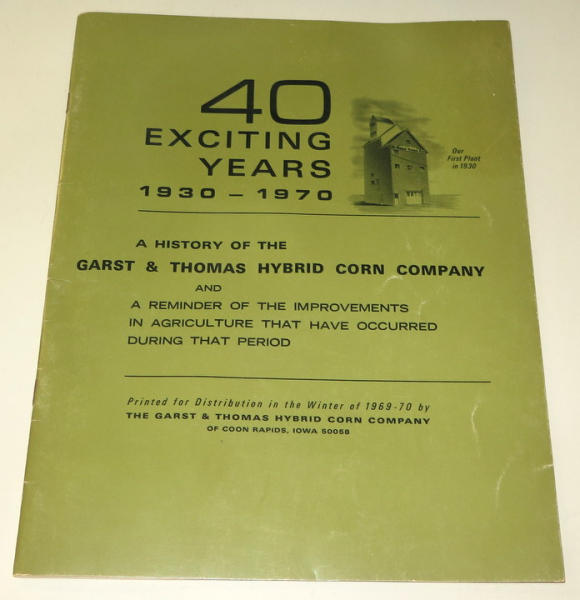 40
EXCITING
YEARS
1930 – 1970
Our
First Plant
in 1930
A HISTORY OF THE
GARST & THOMAS HYBRID CORN COMPANY
AND
A REMINDER OF THE IMPROVEMENTS
IN AGRICULTURE THAT HAVE OCCURRED
DURING THAT PERIOD
Printed for Distribution in the Winter of 1969-70 by
THE GARST & THOMAS HYBRID CORN COMPANY
OF COON RAPIDS, IOWA 50058